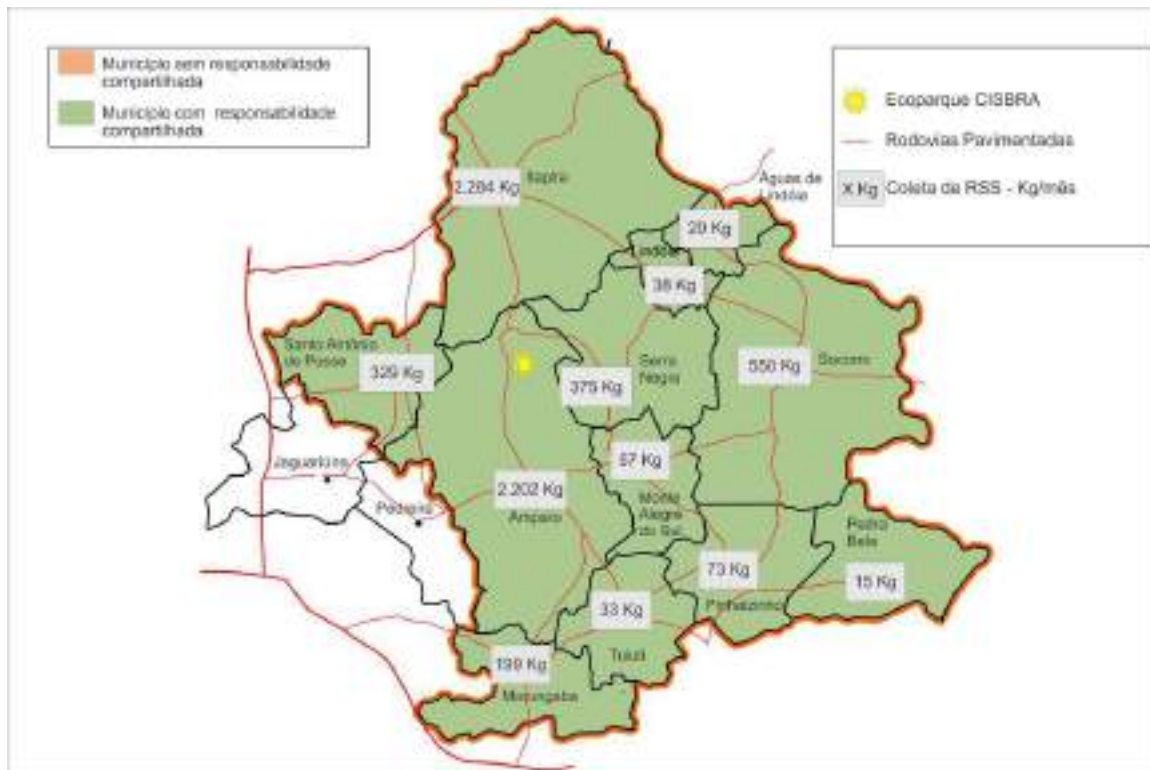 Município sem responsabilidade
compartilhada
Município com responsabilidade
compartilhada
Ecoparque CISBRA
Rodovias Pavimentadas
X Kg Coleta de RSS - Kg/mês
Itapira
2.284 Kg
Águas de
Lindóia
29 Kg
Lindóia
38 Kg
Santo Antônio
de Posse
329 Kg
Serra
Negra
375 Kg
550 Kg
Socorro
Jaguariúna
Pedreira
2.202 Kg
Amparo
67 Kg
Monte
Alegre
do Sul
Pedra
Bela
15 Kg
73 Kg
Pinhalzinho
33 Kg
Tuiuti
199 Kg
Morungaba